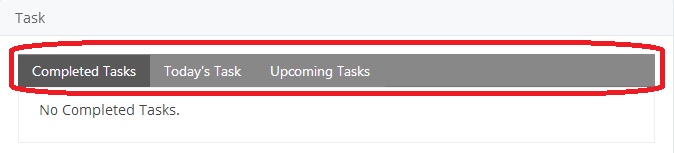 Task
Completed Tasks Today's Task Upcoming Tasks
No Completed Tasks.